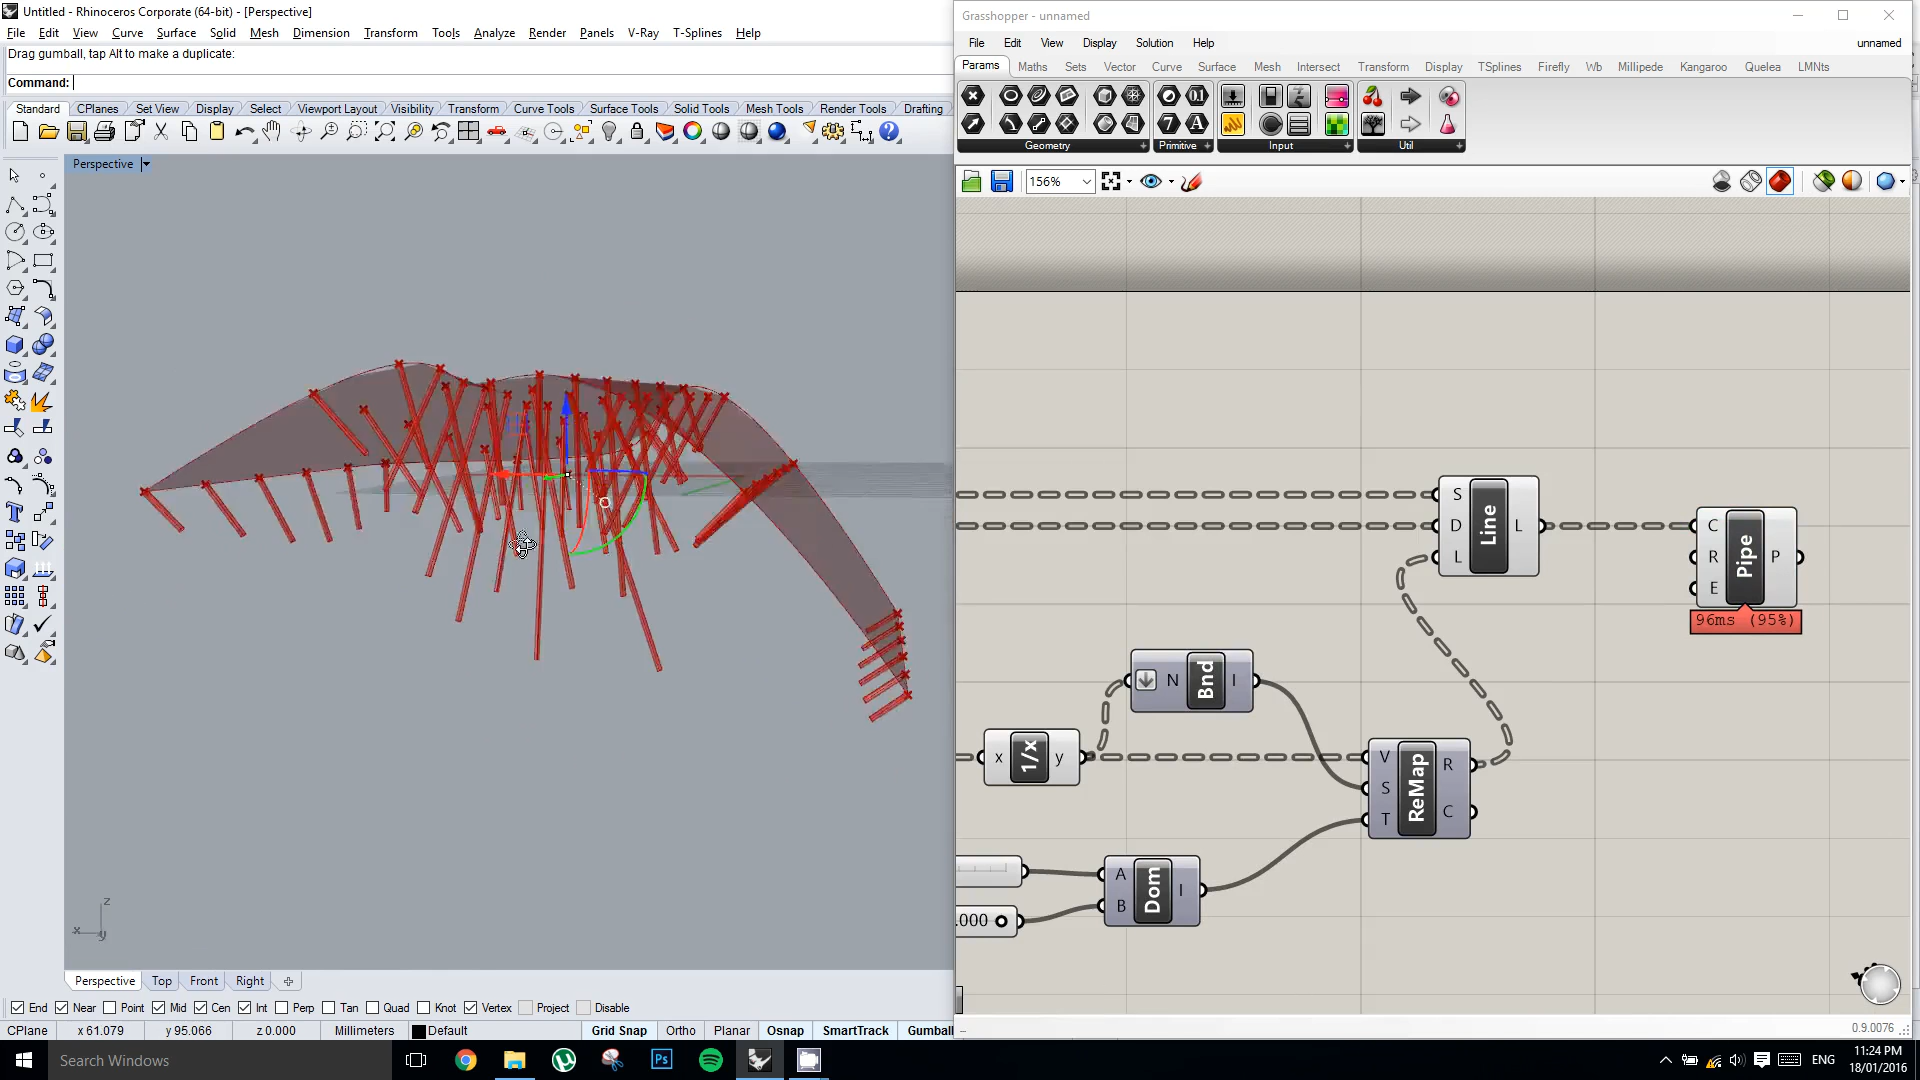 Untitled - Rhinoceros Corporate (64-bit) - [Perspective]
File Edit View Curve Surface Solid Mesh Dimension Transform Tools Analyze Render Panels V-Ray T-Splines Help
Drag gumball, tap Alt to make a duplicate:
Command:
Standard CPlanes Set View Display Select Viewport Layout Visibility Transform Curve Tools Surface Tools Solid Tools Mesh Tools Render Tools Drafting
Perspective
z
x
y
Perspective Top Front Right
End Near Point Mid Cen Int Perp Tan Quad Knot Vertex Project Disable
CPlane x 61.079 y 95.066 z 0.000 Millimeters Default Grid Snap Ortho Planar Osnap SmartTrack Gumball
Grasshopper - unnamed
File Edit View Display Solution Help unnamed
Params Maths Sets Vector Curve Surface Mesh Intersect Transform Display TSplines Firefly Wb Millipede Kangaroo Quelea LMNts
0.1
7 A
Geometry Primitive Input Util
156%
S
D
L
Line
L
C
R
E
Pipe
P
96ms (95%)
N Bnd I
x 1/x y
V
S
T
ReMap
R
C
A
B
Dom
I
.000
0.9.0076
Search Windows
Ps
ENG
11:24 PM
18/01/2016